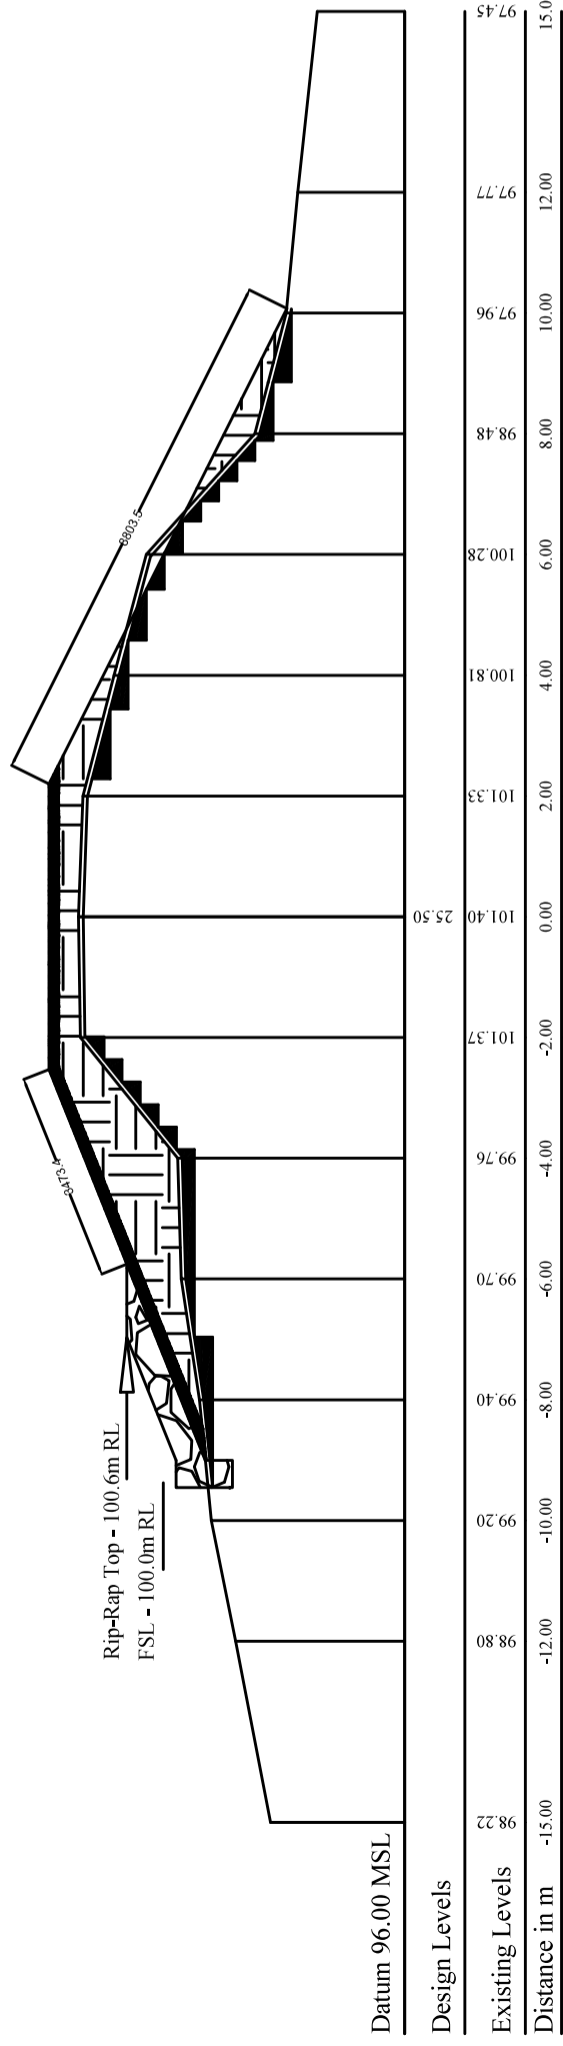 8803.5
3473.4
Rip-Rap Top - 100.6m RL
FSL - 100.0m RL
Datum 96.00 MSL
Design Levels 25.50
Existing Levels 98.22 98.80 99.20 99.40 99.70 99.76 101.37 101.40 101.33 100.81 100.28 98.48 97.96 97.77 97.45
Distance in m -15.00 -12.00 -10.00 -8.00 -6.00 -4.00 -2.00 0.00 2.00 4.00 6.00 8.00 10.00 12.00 15.0